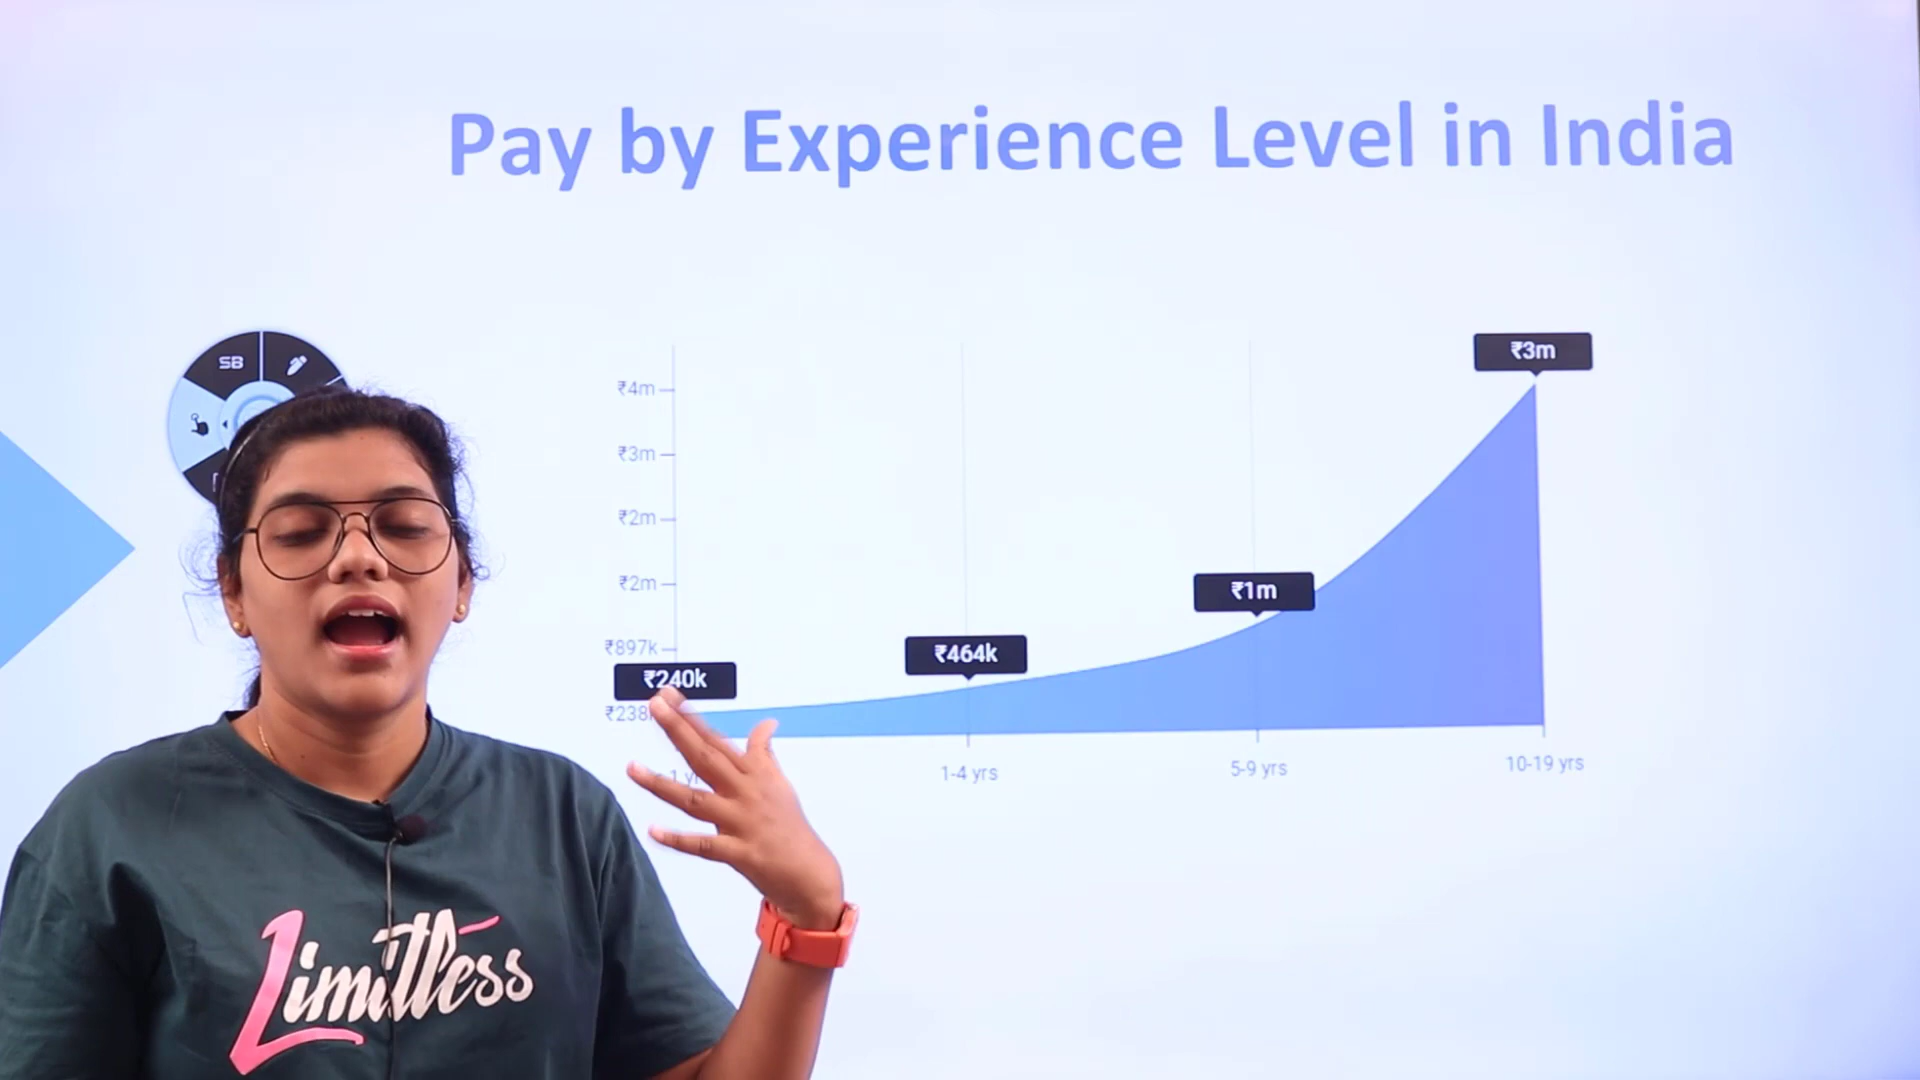 Pay by Experience Level in India
SB
₹3m
₹4m
₹3m
₹2m
₹2m
₹1m
₹897k
₹464k
₹240k
₹238
1-4 yrs
5-9 yrs
10-19 yrs
Limitless